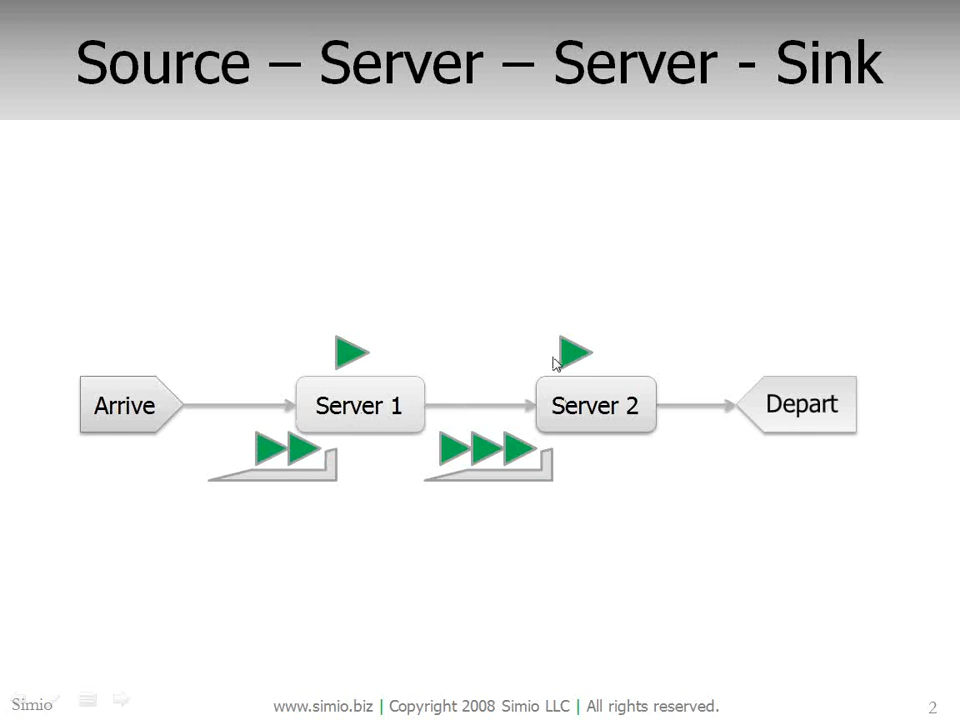 Source – Server – Server - Sink
Arrive
Server 1
Server 2
Depart
Simio
www.simio.biz | Copyright 2008 Simio LLC | All rights reserved.
2